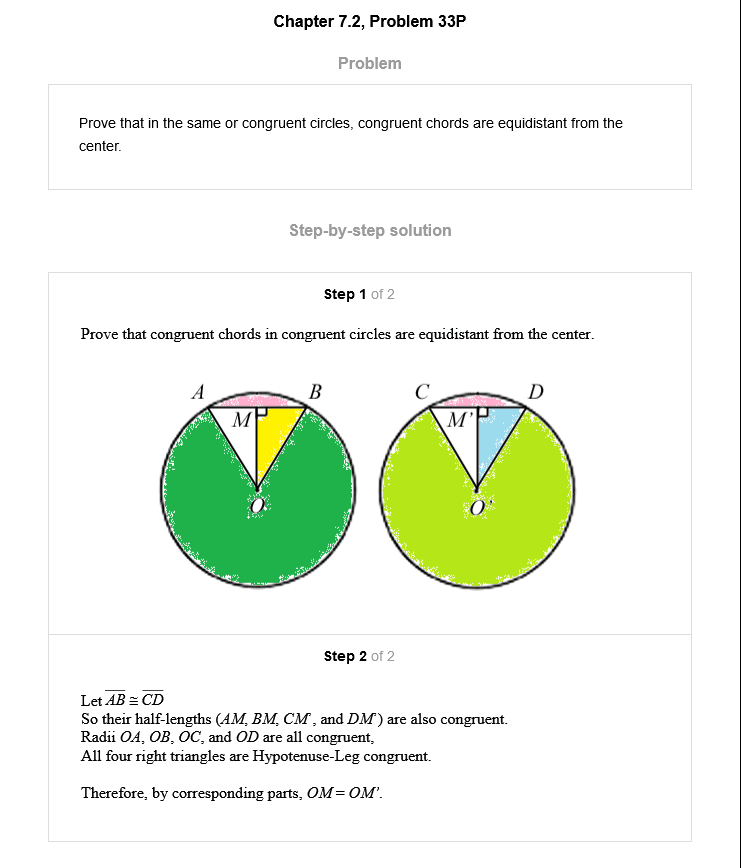 Chapter 7.2, Problem 33P
Problem
Prove that in the same or congruent circles, congruent chords are equidistant from the
center.
Step-by-step solution
Step 1 of 2
Prove that congruent chords in congruent circles are equidistant from the center.
A B C D
M M'
O O'
Step 2 of 2
Let AB ≅ CD
So their half-lengths (AM, BM, CM', and DM') are also congruent.
Radii OA, OB, OC, and OD are all congruent,
All four right triangles are Hypotenuse-Leg congruent.
Therefore, by corresponding parts, OM = OM'.